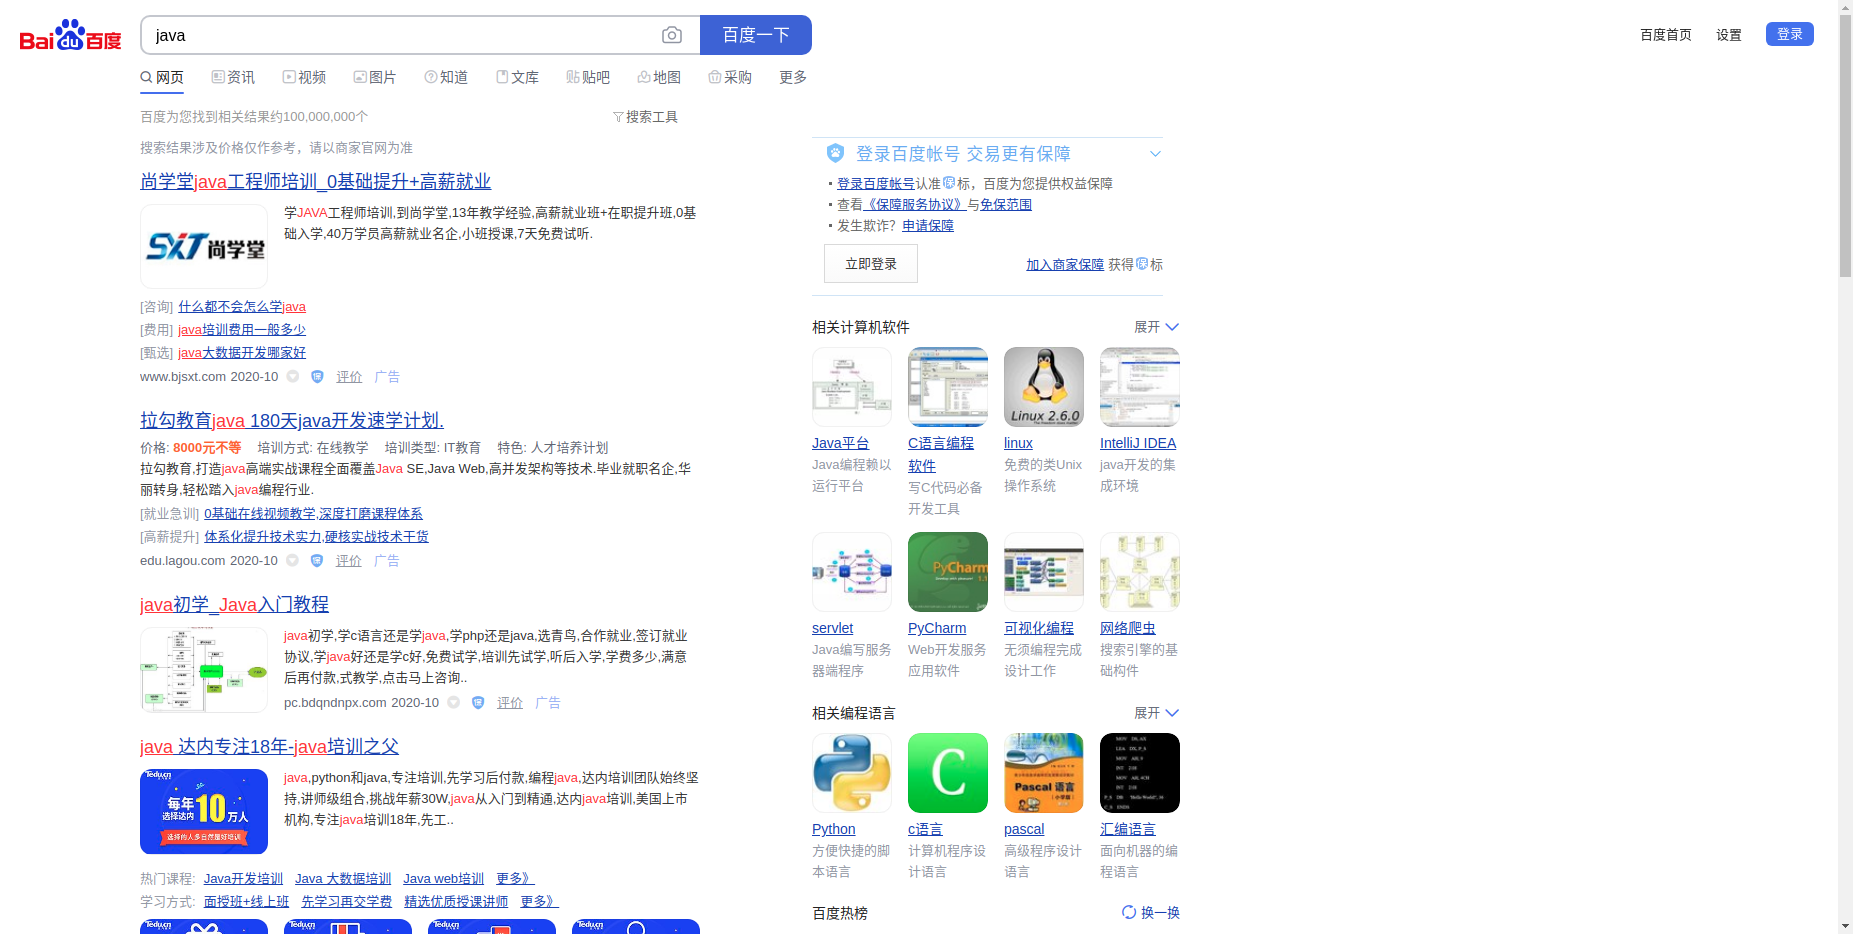 Bai du 百度
java
百度一下
百度首页 设置 登录
网页 资讯 视频 图片 知道 文库 贴吧 地图 采购 更多
百度为您找到相关结果约100,000,000个
搜索工具
搜索结果涉及价格仅作参考，请以商家官网为准
尚学堂java工程师培训_0基础提升+高薪就业
SXT 尚学堂
学JAVA工程师培训,到尚学堂,13年教学经验,高薪就业班+在职提升班,0基
础入学,40万学员高薪就业名企,小班授课,7天免费试听.
[咨询] 什么都不会怎么学java
[费用] java培训费用一般多少
[甄选] java大数据开发哪家好
www.bjsxt.com 2020-10 评价 广告
拉勾教育java 180天java开发速学计划.
价格: 8000元不等 培训方式: 在线教学 培训类型: IT教育 特色: 人才培养计划
拉勾教育,打造java高端实战课程全面覆盖Java SE,Java Web,高并发架构等技术.毕业就职名企,华
丽转身,轻松踏入java编程行业.
[就业急训] 0基础在线视频教学,深度打磨课程体系
[高薪提升] 体系化提升技术实力,硬核实战技术干货
edu.lagou.com 2020-10 评价 广告
java初学_Java入门教程
java初学,学c语言还是学java,学php还是java,选青鸟,合作就业,签订就业
协议,学java好还是学c好,免费试学,培训先试学,听后入学,学费多少,满意
后再付款,式教学,点击马上咨询..
pc.bdqndnpx.com 2020-10 评价 广告
java 达内专注18年-java培训之父
Tedu.cn
每年10万人
选择达内
选择的人多自然是好培训
java,python和java,专注培训,先学习后付款,编程java,达内培训团队始终坚
持,讲师级组合,挑战年薪30W,java从入门到精通,达内java培训,美国上市
机构,专注java培训18年,先工..
热门课程: Java开发培训 Java 大数据培训 Java web培训 更多》
学习方式: 面授班+线上班 先学习再交学费 精选优质授课讲师 更多》
Tedu.cn Tedu.cn Tedu.cn Tedu.cn
登录百度帐号 交易更有保障
登录百度帐号认准保标，百度为您提供权益保障
查看《保障服务协议》与免保范围
发生欺诈？申请保障
立即登录
加入商家保障 获得保标
相关计算机软件 展开
Linux 2.6.0
Java平台 C语言编程 linux IntelliJ IDEA
软件
Java编程赖以 免费的类Unix java开发的集
运行平台 写C代码必备 操作系统 成环境
开发工具
PyCharm
servlet PyCharm 可视化编程 网络爬虫
Java编写服务 Web开发服务 无须编程完成 搜索引擎的基
器端程序 应用软件 设计工作 础构件
相关编程语言 展开
C
Pascal 语言
Python c语言 pascal 汇编语言
方便快捷的脚 计算机程序设 高级程序设计 面向机器的编
本语言 计语言 语言 程语言
百度热榜 换一换